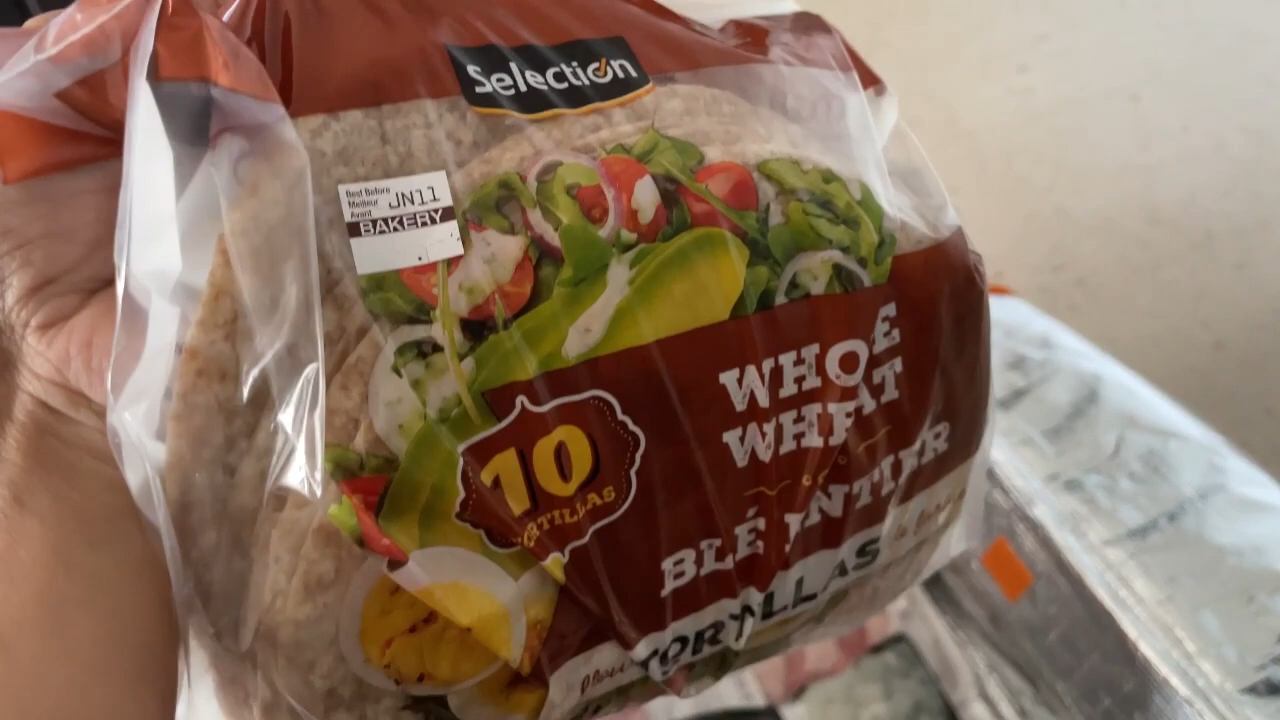 Selection
Best Before
Meilleur
Avant
JN11
BAKERY
WHOLE
WHEAT
10
TORTILLAS
BLÉ ENTIER
TORTILLAS